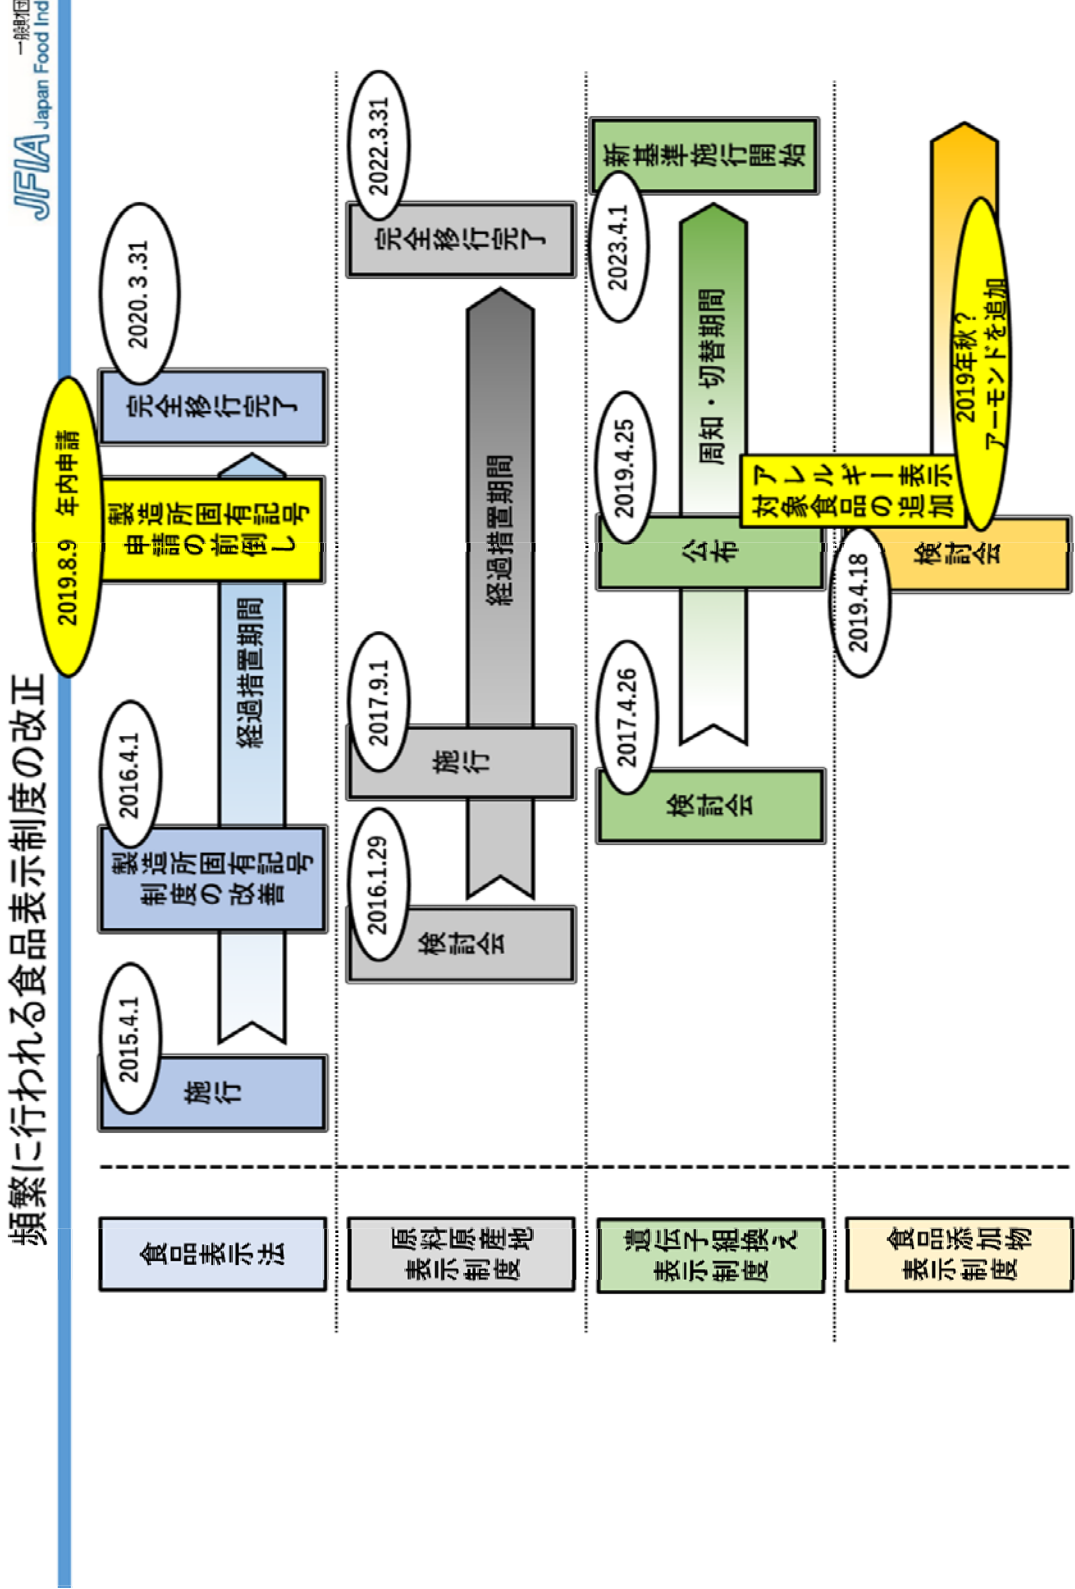 頻繁に行われる食品表示制度の改正
一般財団
JFIA Japan Food Ind
食品表示法
2015.4.1
施行
2016.4.1
製造所固有記号
制度の改善
経過措置期間
2019.8.9 年内申請
製造所固有記号
申請の前倒し
2020.3.31
完全移行完了
原料原産地
表示制度
2016.1.29
検討会
2017.9.1
施行
経過措置期間
2022.3.31
完全移行完了
遺伝子組換え
表示制度
2017.4.26
検討会
2019.4.25
公布
周知・切替期間
2023.4.1
新基準施行開始
食品添加物
表示制度
2019.4.18
検討会
アレルギー表示
対象食品の追加
2019年秋?
アーモンドを追加